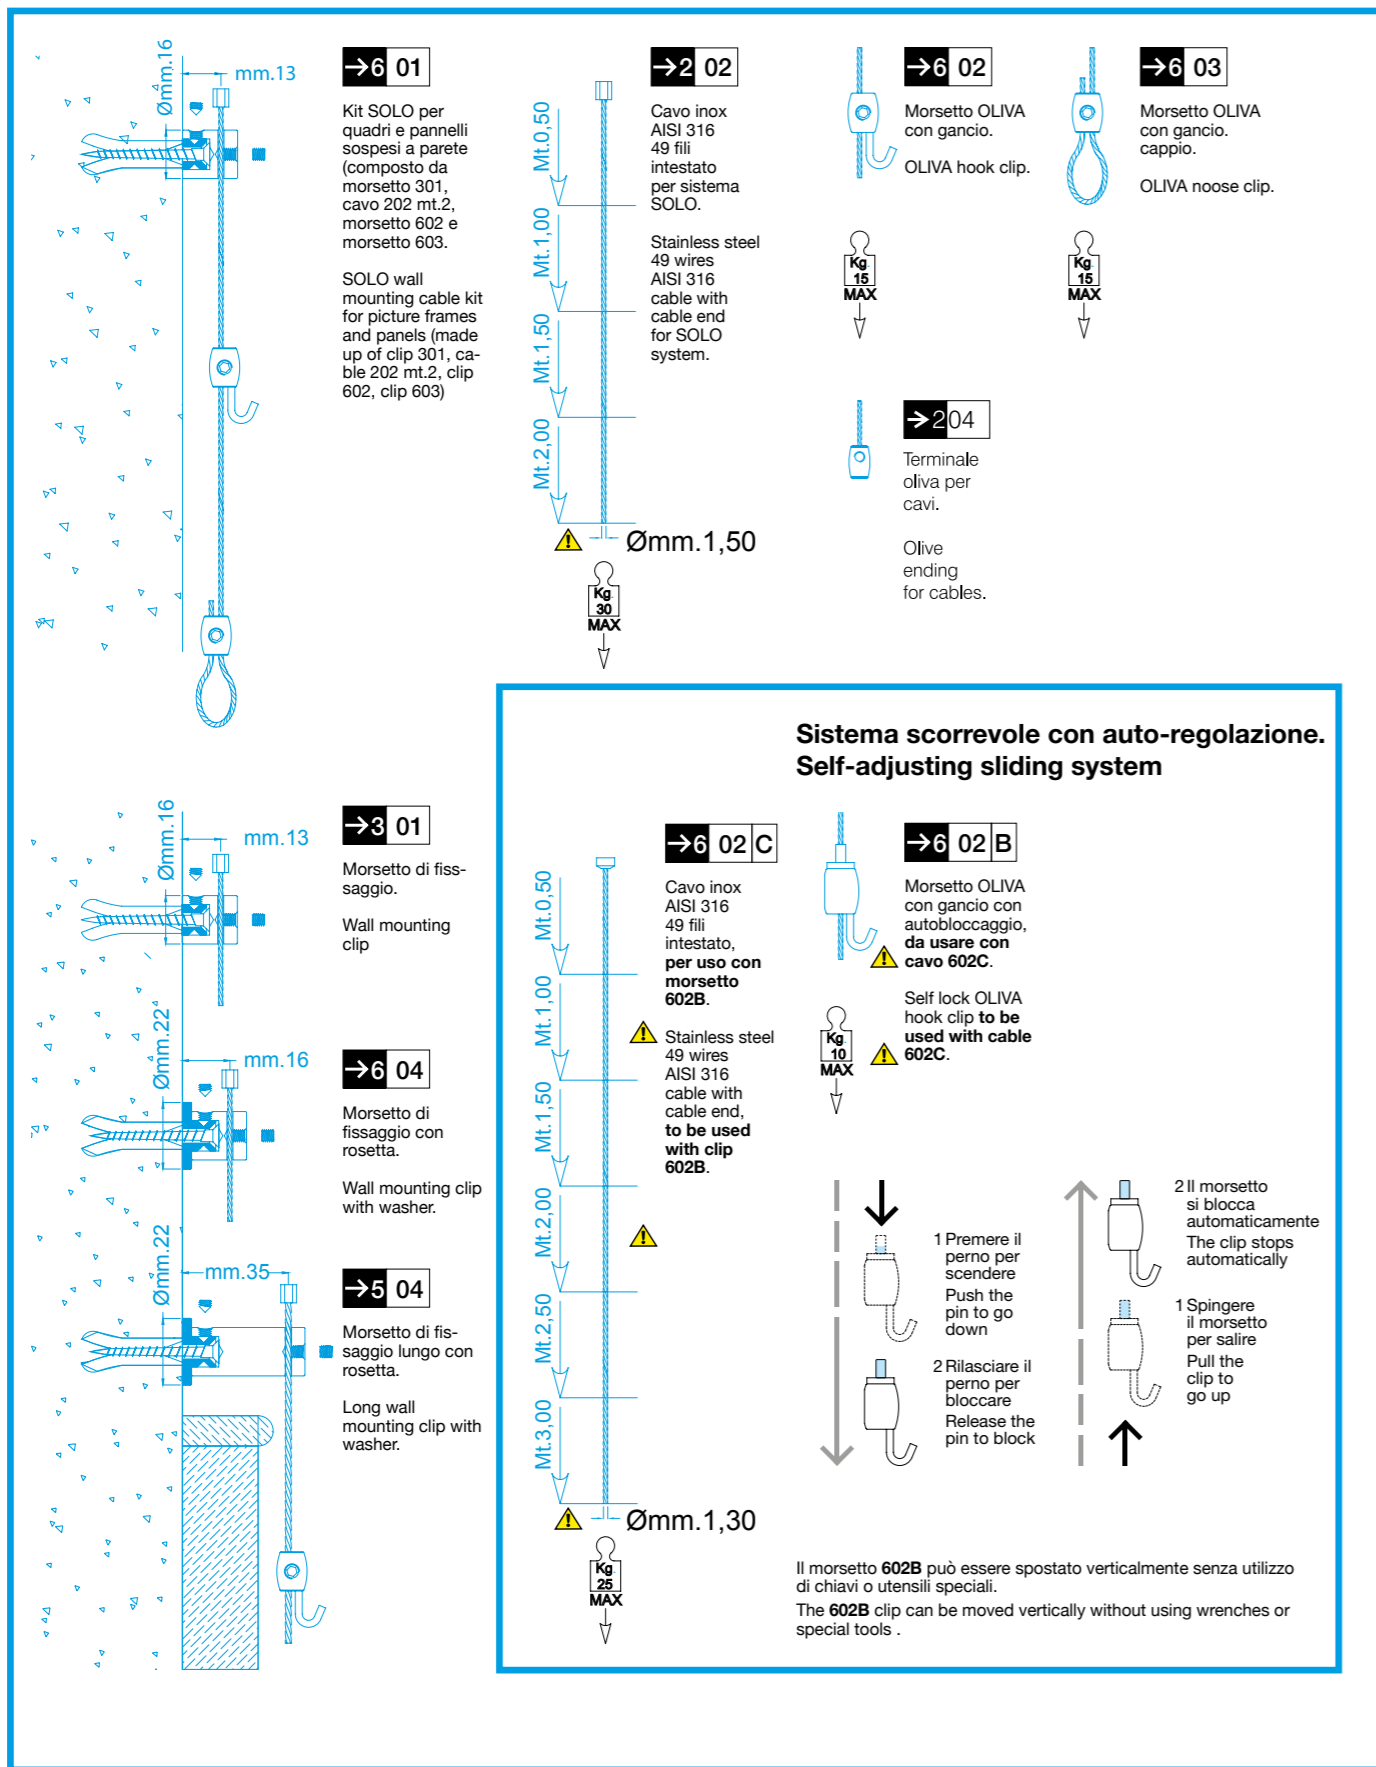 Ømm.16
mm.13
→6 01
Kit SOLO per
quadri e pannelli
sospesi a parete
(composto da
morsetto 301,
cavo 202 mt.2,
morsetto 602 e
morsetto 603.
SOLO wall
mounting cable kit
for picture frames
and panels (made
up of clip 301, ca-
ble 202 mt.2, clip
602, clip 603)
→2 02
Cavo inox
AISI 316
49 fili
intestato
per sistema
SOLO.
Stainless steel
49 wires
AISI 316
cable with
cable end
for SOLO
system.
Mt.0,50
Mt.1,00
Mt.1,50
Mt.2,00
Ømm.1,50
Kg
30
MAX
→6 02
Morsetto OLIVA
con gancio.
OLIVA hook clip.
Kg
15
MAX
→6 03
Morsetto OLIVA
con gancio.
cappio.
OLIVA noose clip.
Kg
15
MAX
→204
Terminale
oliva per
cavi.
Olive
ending
for cables.
Ømm.16
mm.13
→3 01
Morsetto di fiss-
saggio.
Wall mounting
clip
Ømm.22
mm.16
→6 04
Morsetto di
fissaggio con
rosetta.
Wall mounting clip
with washer.
Ømm.22
mm.35
→5 04
Morsetto di fis-
saggio lungo con
rosetta.
Long wall
mounting clip with
washer.
Sistema scorrevole con auto-regolazione.
Self-adjusting sliding system
→6 02 C
Cavo inox
AISI 316
49 fili
intestato,
per uso con
morsetto
602B.
Stainless steel
49 wires
AISI 316
cable with
cable end,
to be used
with clip
602B.
Mt.0,50
Mt.1,00
Mt.1,50
Mt.2,00
Mt.2,50
Mt.3,00
Ømm.1,30
Kg
25
MAX
→6 02 B
Morsetto OLIVA
con gancio con
autobloccaggio,
da usare con
cavo 602C.
Self lock OLIVA
hook clip to be
used with cable
602C.
Kg
10
MAX
1 Premere il
perno per
scendere
Push the
pin to go
down
2 Rilasciare il
perno per
bloccare
Release the
pin to block
2 Il morsetto
si blocca
automaticamente
The clip stops
automatically
1 Spingere
il morsetto
per salire
Pull the
clip to
go up
Il morsetto 602B può essere spostato verticalmente senza utilizzo
di chiavi o utensili speciali.
The 602B clip can be moved vertically without using wrenches or
special tools .